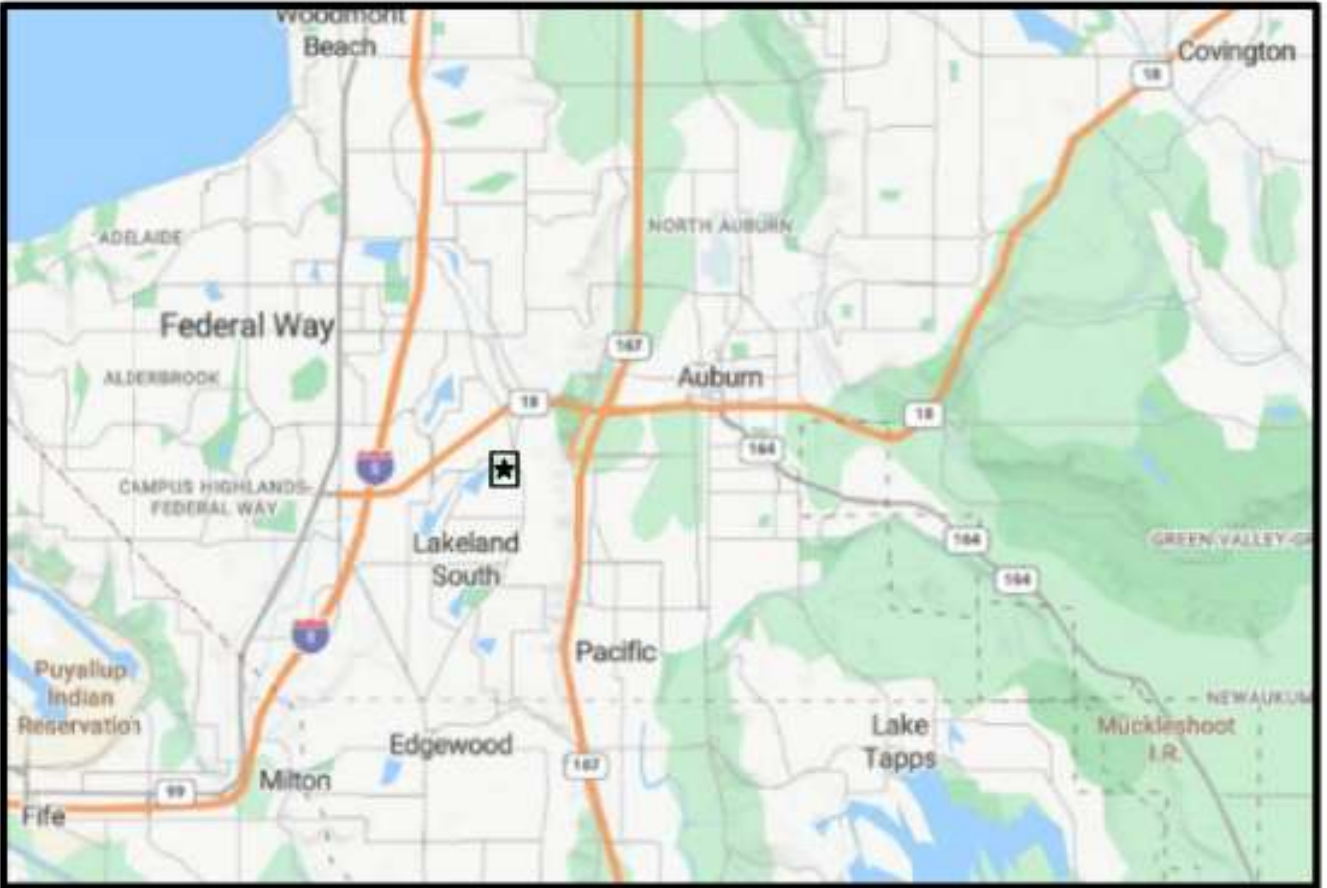 Woodmont
Beach
Covington
18
ADELAIDE
NORTH AUBURN
Federal Way
167
ALDERBROOK
Auburn
18
18
164
5
CAMPUS HIGHLANDS-
FEDERAL WAY
Lakeland
South
164
GREEN VALLEY-GR
164
5
Pacific
Puyallup
Indian
Reservation
NEWAUKUM
Muckleshoot
I.R.
Lake
Tapps
Edgewood
167
Milton
99
Fife